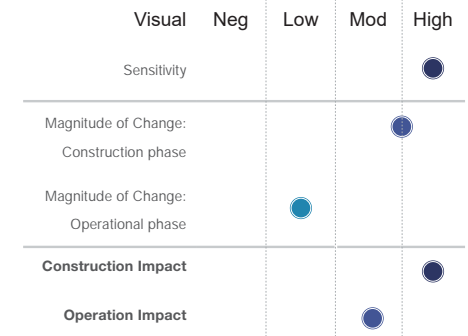 Visual Neg Low Mod High
Sensitivity
Magnitude of Change:
Construction phase
Magnitude of Change:
Operational phase
Construction Impact
Operation Impact